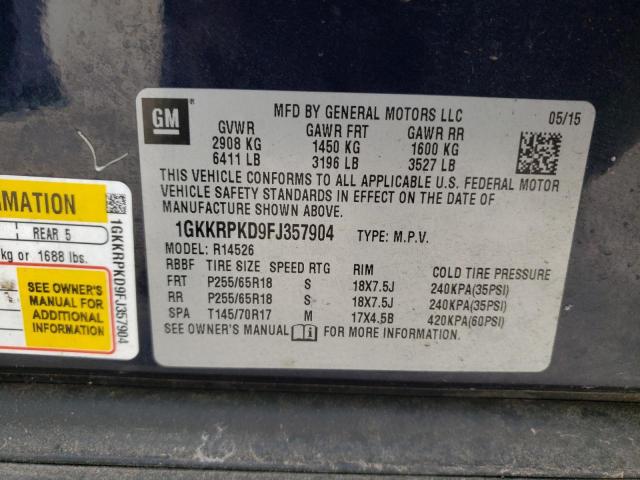 GM ®
MFD BY GENERAL MOTORS LLC 05/15
GVWR GAWR FRT GAWR RR
2908 KG 1450 KG 1600 KG
6411 LB 3196 LB 3527 LB
THIS VEHICLE CONFORMS TO ALL APPLICABLE U.S. FEDERAL MOTOR
VEHICLE SAFETY STANDARDS IN EFFECT ON THE DATE OF
MANUFACTURE SHOWN ABOVE.
1GKKRPKD9FJ357904 TYPE: M.P.V.
MODEL: R14526
RBBF TIRE SIZE SPEED RTG RIM COLD TIRE PRESSURE
FRT P255/65R18 S 18X7.5J 240KPA(35PSI)
RR P255/65R18 S 18X7.5J 240KPA(35PSI)
SPA T145/70R17 M 17X4.5B 420KPA(60PSI)
SEE OWNER'S MANUAL FOR MORE INFORMATION.
REAR 5
kg or 1688 lbs.
SEE OWNER'S
MANUAL FOR
ADDITIONAL
INFORMATION
1GKKRPKD9FJ357904